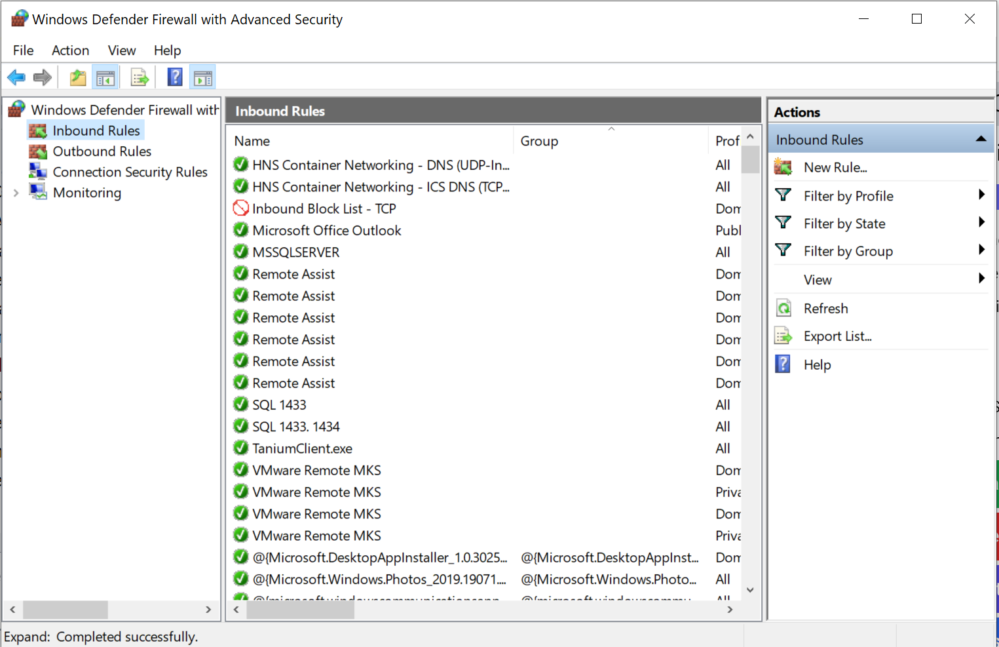 Windows Defender Firewall with Advanced Security
File Action View Help
Windows Defender Firewall with
Inbound Rules
Outbound Rules
Connection Security Rules
Monitoring
Inbound Rules
Name Group Prof
HNS Container Networking - DNS (UDP-In... All
HNS Container Networking - ICS DNS (TCP... All
Inbound Block List - TCP Dom
Microsoft Office Outlook Publ
MSSQLSERVER All
Remote Assist Dom
Remote Assist Dom
Remote Assist Dom
Remote Assist Dom
Remote Assist Dom
Remote Assist Dom
SQL 1433 All
SQL 1433. 1434 All
TaniumClient.exe All
VMware Remote MKS Dom
VMware Remote MKS Priva
VMware Remote MKS Dom
VMware Remote MKS Priva
@{Microsoft.DesktopAppInstaller_1.0.3025... @{Microsoft.DesktopAppInst... Dom
@{Microsoft.Windows.Photos_2019.19071.... @{Microsoft.Windows.Photo... All
Actions
Inbound Rules
New Rule...
Filter by Profile
Filter by State
Filter by Group
View
Refresh
Export List...
Help
Expand: Completed successfully.